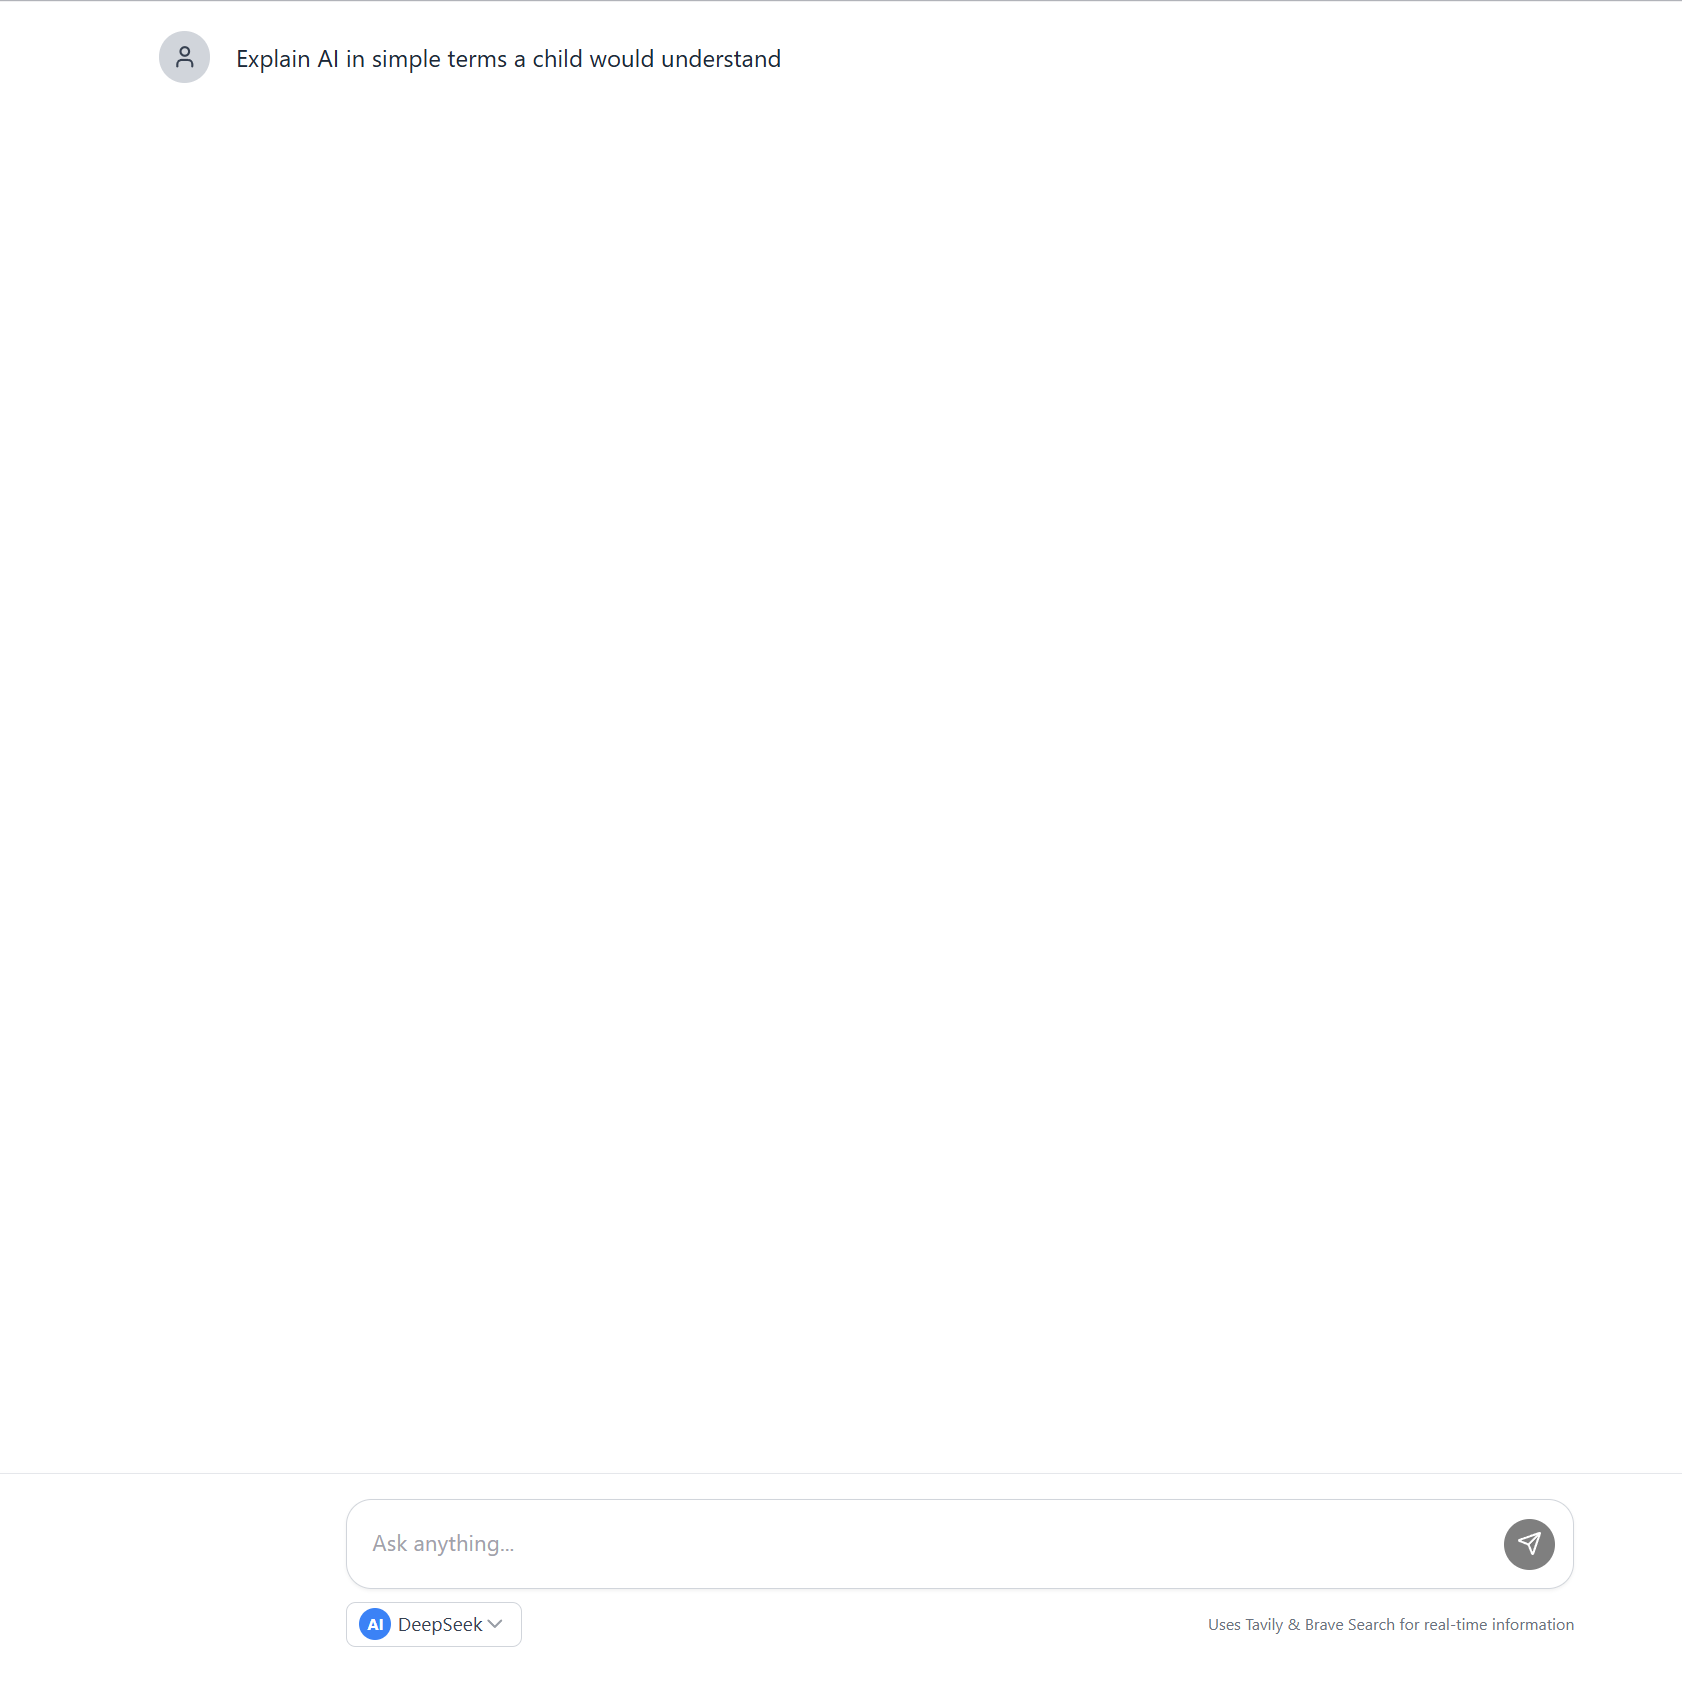 Explain AI in simple terms a child would understand
Ask anything...
AI DeepSeek
Uses Tavily & Brave Search for real-time information